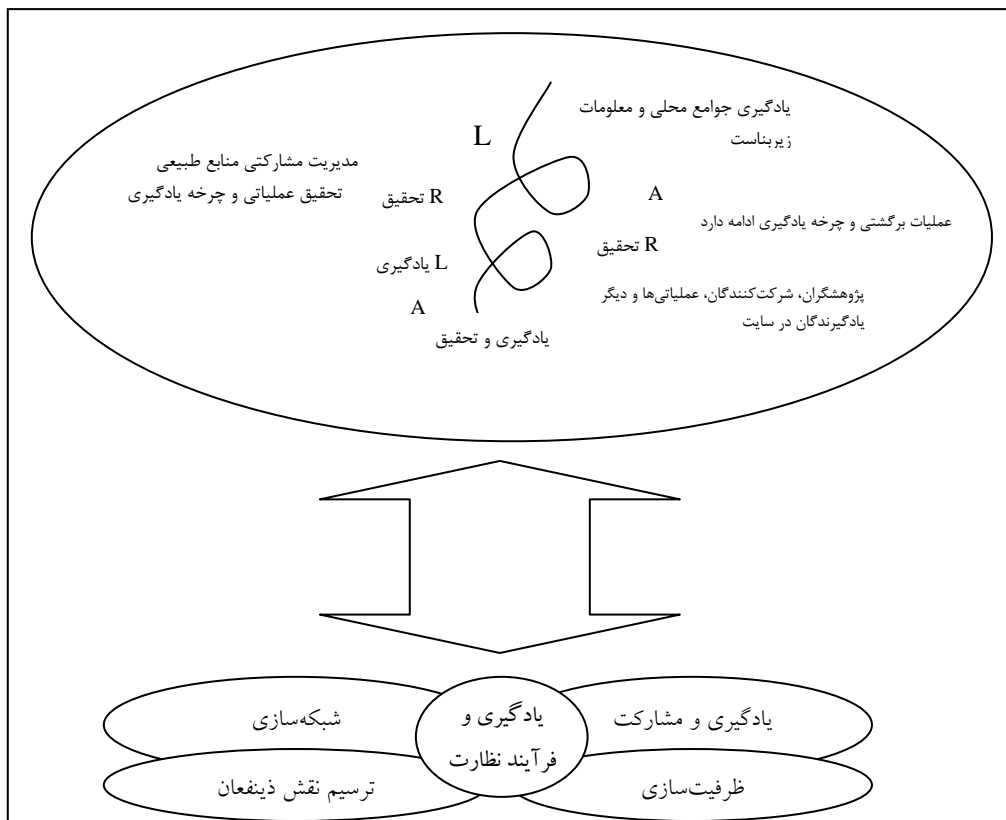 یادگیری جوامع محلی و معلومات
زیربناست
L
مدیریت مشارکتی منابع طبیعی
تحقیق عملیاتی و چرخه یادگیری
R تحقیق
A
عملیات برگشتی و چرخه یادگیری ادامه دارد
R تحقیق
L یادگیری
پژوهشگران، شرکت‌کنندگان، عملیاتی‌ها و دیگر
یادگیرندگان در سایت
A
یادگیری و تحقیق
یادگیری و مشارکت
یادگیری و
فرآیند نظارت
شبکه‌سازی
ظرفیت‌سازی
ترسیم نقش ذینفعان